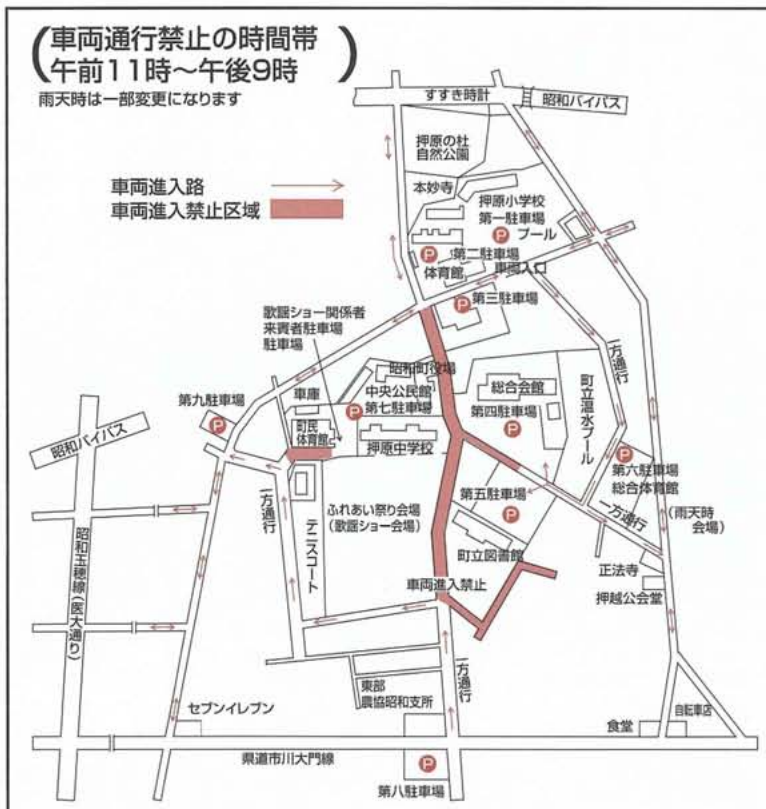 (車両通行禁止の時間帯
午前11時～午後9時)
雨天時は一部変更になります
すすき時計
昭和バイパス
押原の杜
自然公園
車両進入路
車両進入禁止区域
本妙寺
押原小学校
第一駐車場
P
プール
P
第二駐車場
体育館
車両入口
P
第三駐車場
歌謡ショー関係者
来賓者駐車場
駐車場
昭和町役場
中央公民館
第七駐車場
P
車庫
町民
体育館
押原中学校
総合会館
第四駐車場
P
町立温水プール
一方通行
第九駐車場
P
昭和バイパス
P
第六駐車場
総合体育館
(雨天時
会場)
一方通行
第五駐車場
P
ふれあい祭り会場
(歌謡ショー会場)
テニスコート
一方通行
町立図書館
車両進入禁止
正法寺
押越公会堂
昭和玉穂線(医大通り)
一方通行
東部
農協昭和支所
セブンイレブン
食堂
自転車店
県道市川大門線
P
第八駐車場